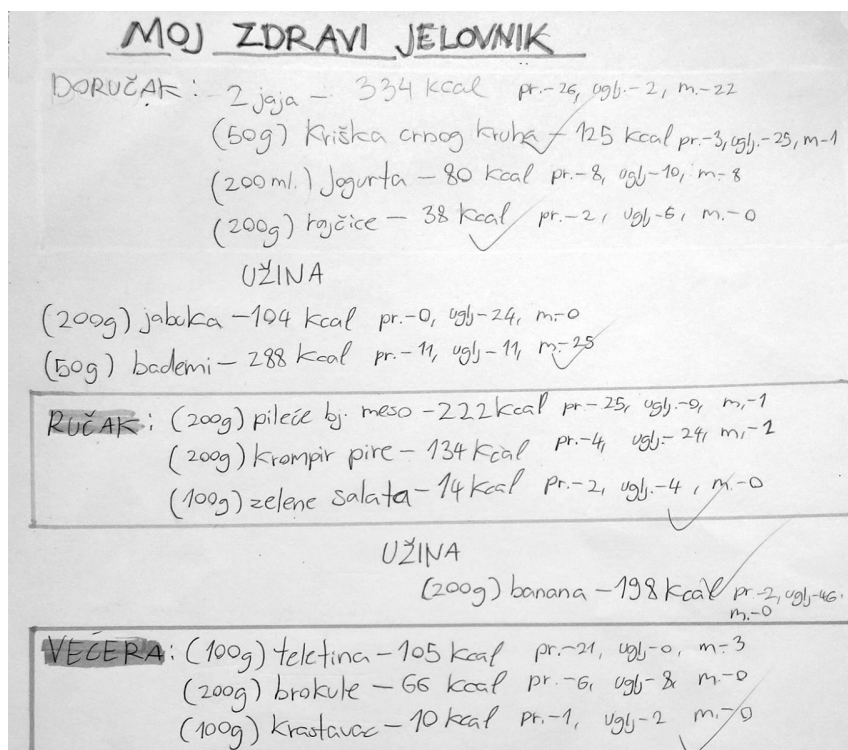 MOJ ZDRAVI JELOVNIK
DORUČAK: 2 jaja – 334 kcal pr.-26, uglj.-2, m.-22
(50g) Kriška crnog kruha – 125 kcal pr.-3, uglj.-25, m-1
(200 ml.) Jogurta – 80 kcal pr.-8, uglj-10, m-8
(200g) rajčice – 38 kcal pr.-2, uglj-6, m.-0
UŽINA
(200g) jabuka – 104 kcal pr.-0, uglj-24, m.-0
(50g) bademi – 288 kcal pr.-11, uglj-11, m.-25
RUČAK: (200g) pileće bj. meso – 222 kcal pr-25, uglj.-0, m,-1
(200g) krompir pire – 134 kcal pr.-4, uglj-24, m,-2
(100g) zelene salata – 14 kcal pr.-2, uglj.-4, m.-0
UŽINA
(200g) banana – 198 kcal pr-2, uglj-46.
m.-0
VEČERA: (100g) teletina – 105 kcal pr.-21, uglj-0, m-3
(200g) brokule – 66 kcal pr.-6, uglj-8, m.-0
(100g) krastavac – 10 kcal pr.-1, uglj-2 m.-0